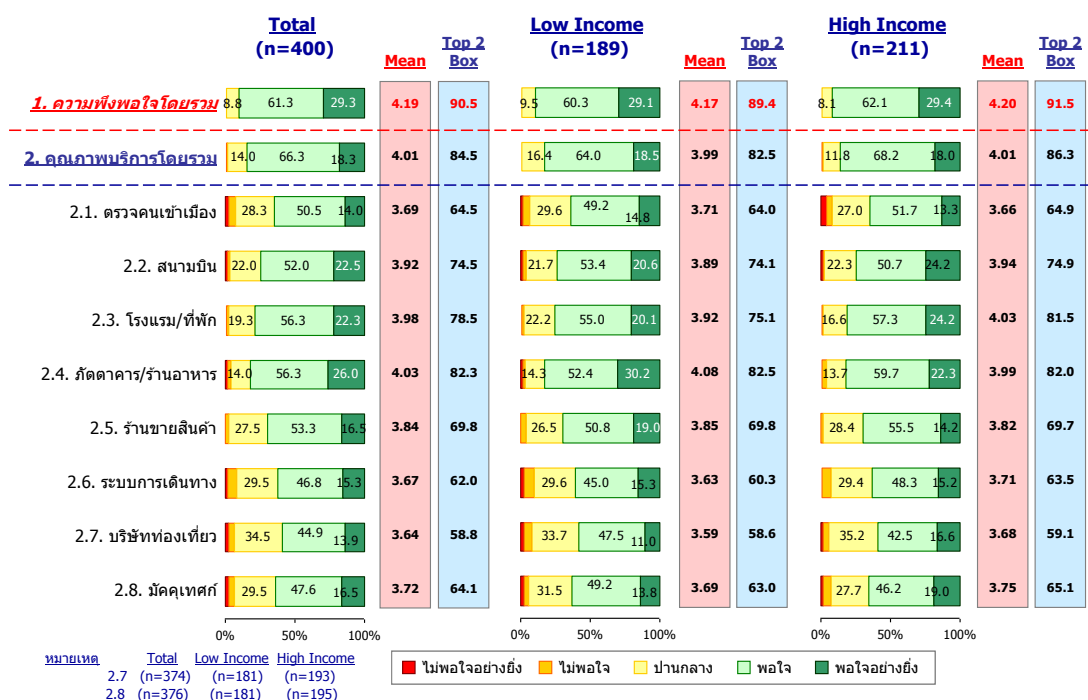 Total Low Income High Income
(n=400) (n=189) (n=211)
Mean Top 2 Box Mean Top 2 Box Mean Top 2 Box
1. ความพึงพอใจโดยรวม 8.8 61.3 29.3 4.19 90.5 9.5 60.3 29.1 4.17 89.4 8.1 62.1 29.4 4.20 91.5
2. คุณภาพบริการโดยรวม 14.0 66.3 18.3 4.01 84.5 16.4 64.0 18.5 3.99 82.5 11.8 68.2 18.0 4.01 86.3
2.1. ตรวจคนเข้าเมือง 28.3 50.5 14.0 3.69 64.5 29.6 49.2 14.8 3.71 64.0 27.0 51.7 13.3 3.66 64.9
2.2. สนามบิน 22.0 52.0 22.5 3.92 74.5 21.7 53.4 20.6 3.89 74.1 22.3 50.7 24.2 3.94 74.9
2.3. โรงแรม/ที่พัก 19.3 56.3 22.3 3.98 78.5 22.2 55.0 20.1 3.92 75.1 16.6 57.3 24.2 4.03 81.5
2.4. ภัตตาคาร/ร้านอาหาร 14.0 56.3 26.0 4.03 82.3 14.3 52.4 30.2 4.08 82.5 13.7 59.7 22.3 3.99 82.0
2.5. ร้านขายสินค้า 27.5 53.3 16.5 3.84 69.8 26.5 50.8 19.0 3.85 69.8 28.4 55.5 14.2 3.82 69.7
2.6. ระบบการเดินทาง 29.5 46.8 15.3 3.67 62.0 29.6 45.0 15.3 3.63 60.3 29.4 48.3 15.2 3.71 63.5
2.7. บริษัทท่องเที่ยว 34.5 44.9 13.9 3.64 58.8 33.7 47.5 11.0 3.59 58.6 35.2 42.5 16.6 3.68 59.1
2.8. มัคคุเทศก์ 29.5 47.6 16.5 3.72 64.1 31.5 49.2 13.8 3.69 63.0 27.7 46.2 19.0 3.75 65.1
0% 50% 100% 0% 50% 100% 0% 50% 100%
หมายเหต Total Low Income High Income
2.7 (n=374) (n=181) (n=193)
2.8 (n=376) (n=181) (n=195)
ไม่พอใจอย่างยิ่ง ไม่พอใจ ปานกลาง พอใจ พอใจอย่างยิ่ง